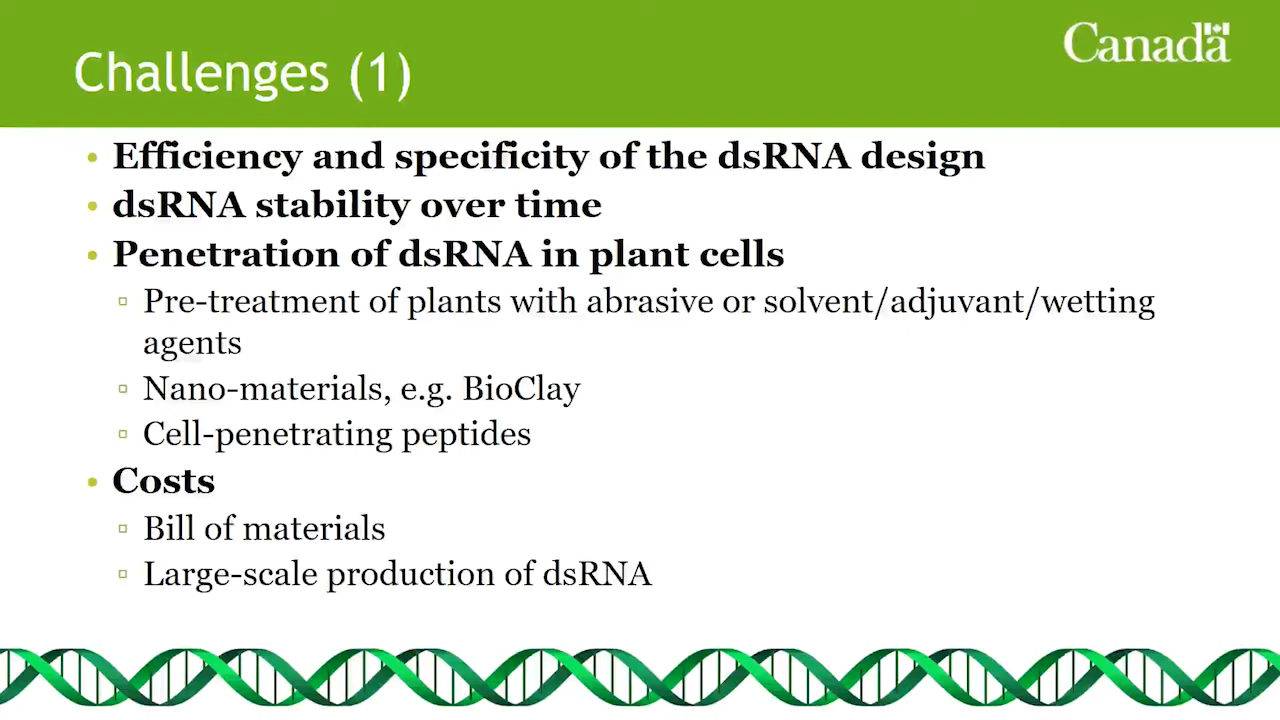 Challenges (1)
Canada
• Efficiency and specificity of the dsRNA design
• dsRNA stability over time
• Penetration of dsRNA in plant cells
▫ Pre-treatment of plants with abrasive or solvent/adjuvant/wetting
agents
▫ Nano-materials, e.g. BioClay
▫ Cell-penetrating peptides
• Costs
▫ Bill of materials
▫ Large-scale production of dsRNA